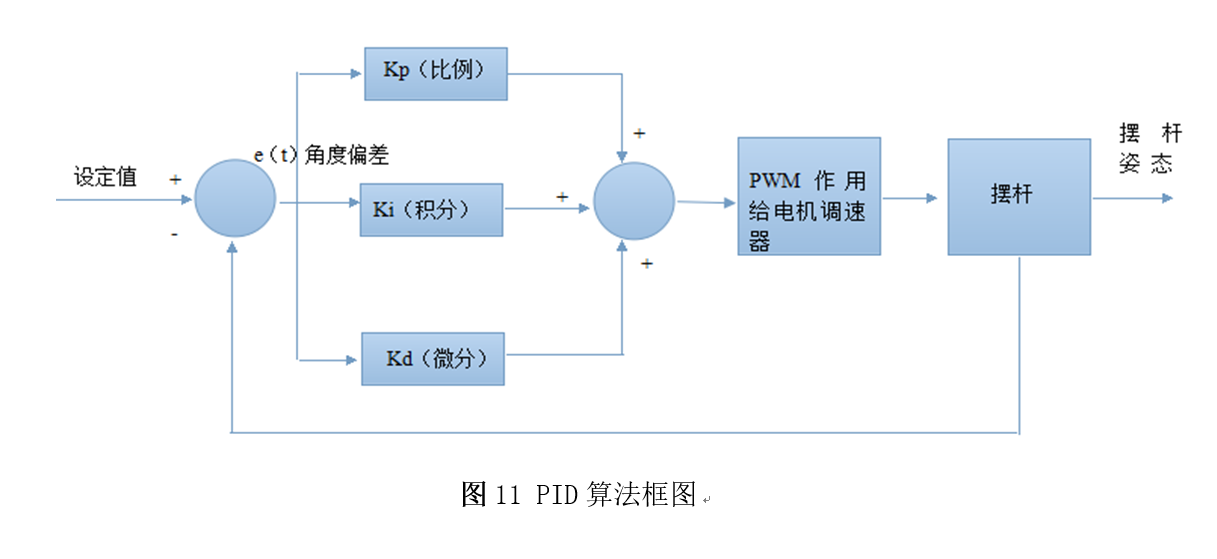 Kp（比例）
+
e（t）角度偏差
设定值
+
-
Ki（积分）
+
PWM 作用
给电机调速
器
摆杆
摆 杆
姿 态
+
Kd（微分）
图 11 PID 算法框图